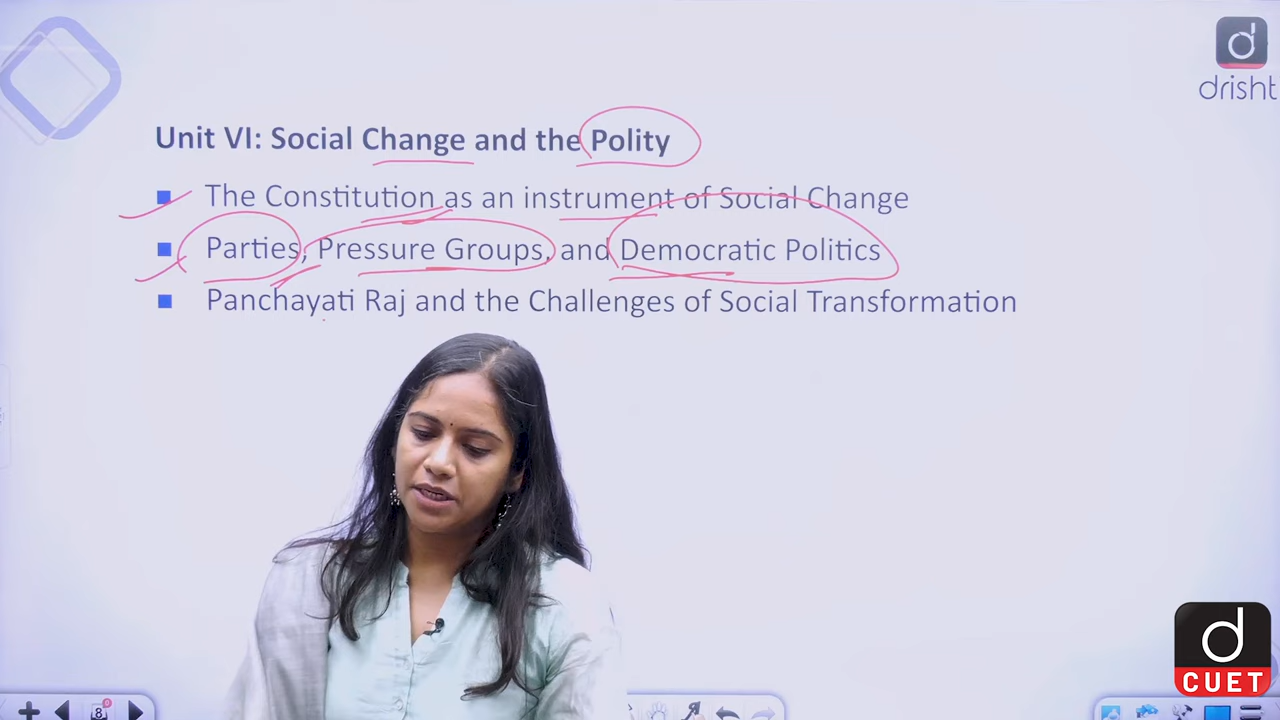 drisht
Unit VI: Social Change and the Polity
The Constitution as an instrument of Social Change
Parties, Pressure Groups, and Democratic Politics
Panchayati Raj and the Challenges of Social Transformation
8
d
CUET